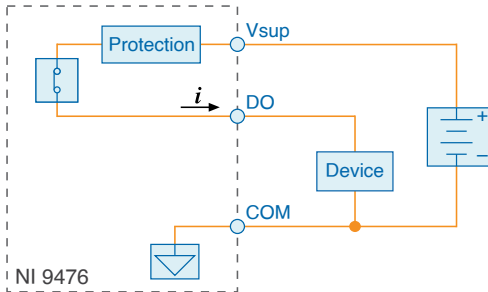 Vsup
Protection
i
DO
+
Device
−
COM
NI 9476